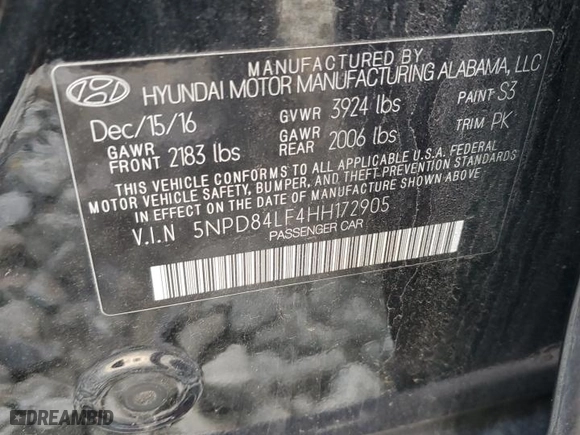 MANUFACTURED BY
HYUNDAI MOTOR MANUFACTURING ALABAMA, LLC
Dec/15/16 GVWR 3924 lbs PAINT S3
GAWR FRONT 2183 lbs GAWR REAR 2006 lbs TRIM PK
THIS VEHICLE CONFORMS TO ALL APPLICABLE U.S.A. FEDERAL
MOTOR VEHICLE SAFETY, BUMPER, AND THEFT PREVENTION STANDARDS
IN EFFECT ON THE DATE OF MANUFACTURE SHOWN ABOVE
V.I.N 5NPD84LF4HH172905
PASSENGER CAR
DREAMBID